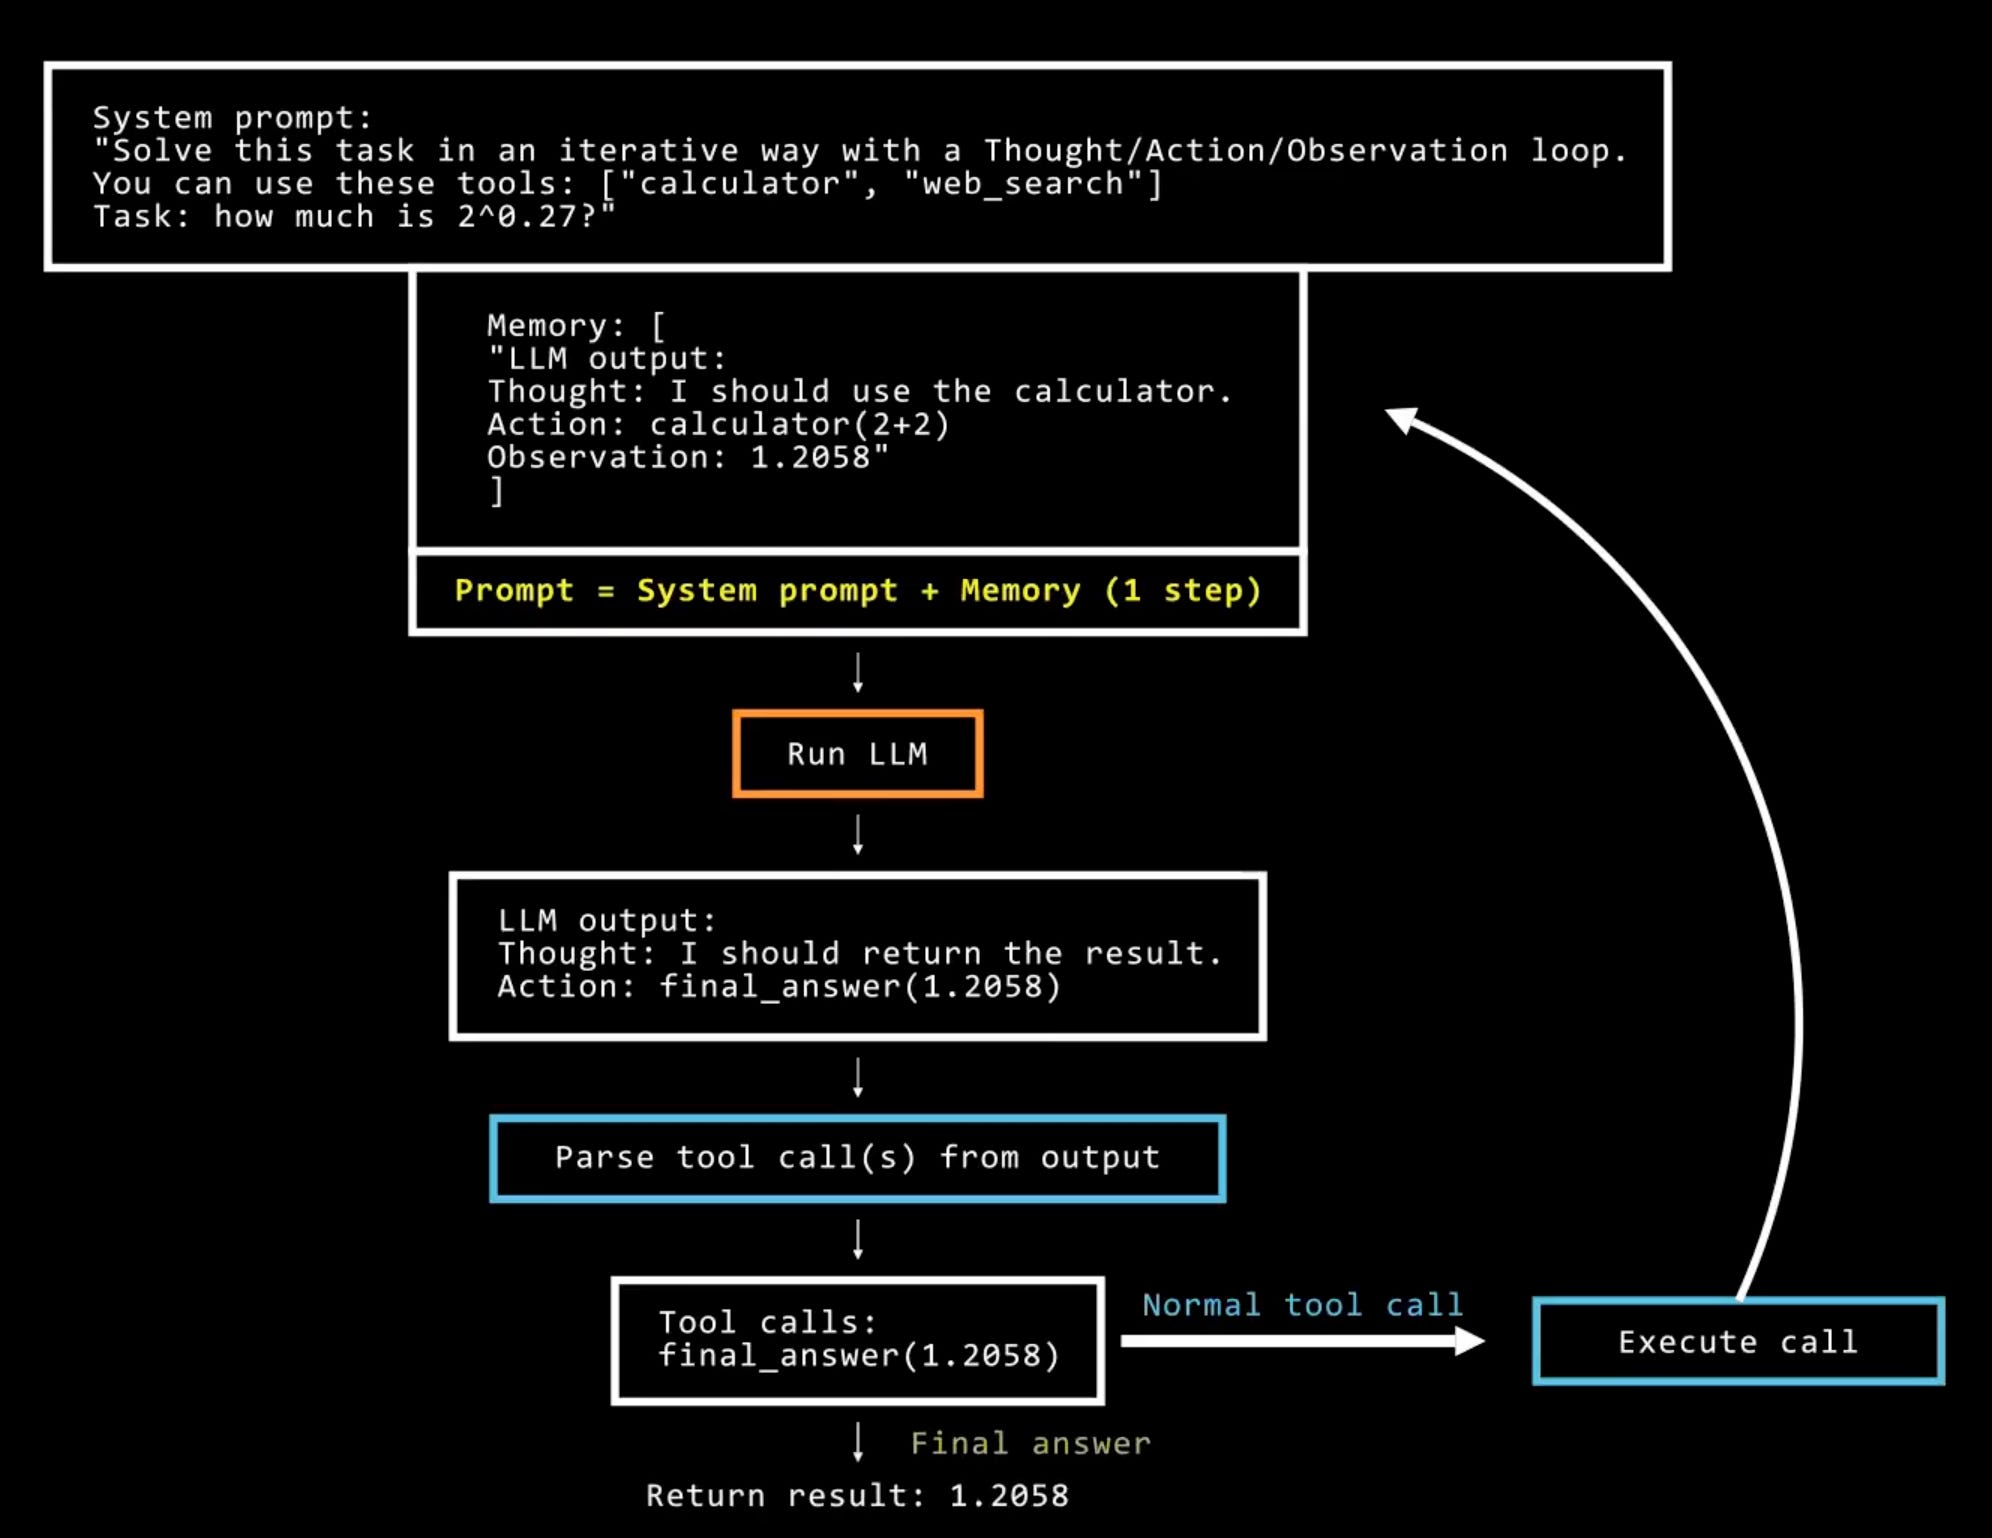 System prompt:
"Solve this task in an iterative way with a Thought/Action/Observation loop.
You can use these tools: ["calculator", "web_search"]
Task: how much is 2^0.27?"
Memory: [
"LLM output:
Thought: I should use the calculator.
Action: calculator(2+2)
Observation: 1.2058"
]
Prompt = System prompt + Memory (1 step)
Run LLM
LLM output:
Thought: I should return the result.
Action: final_answer(1.2058)
Parse tool call(s) from output
Tool calls:
final_answer(1.2058)
Normal tool call
Execute call
Final answer
Return result: 1.2058